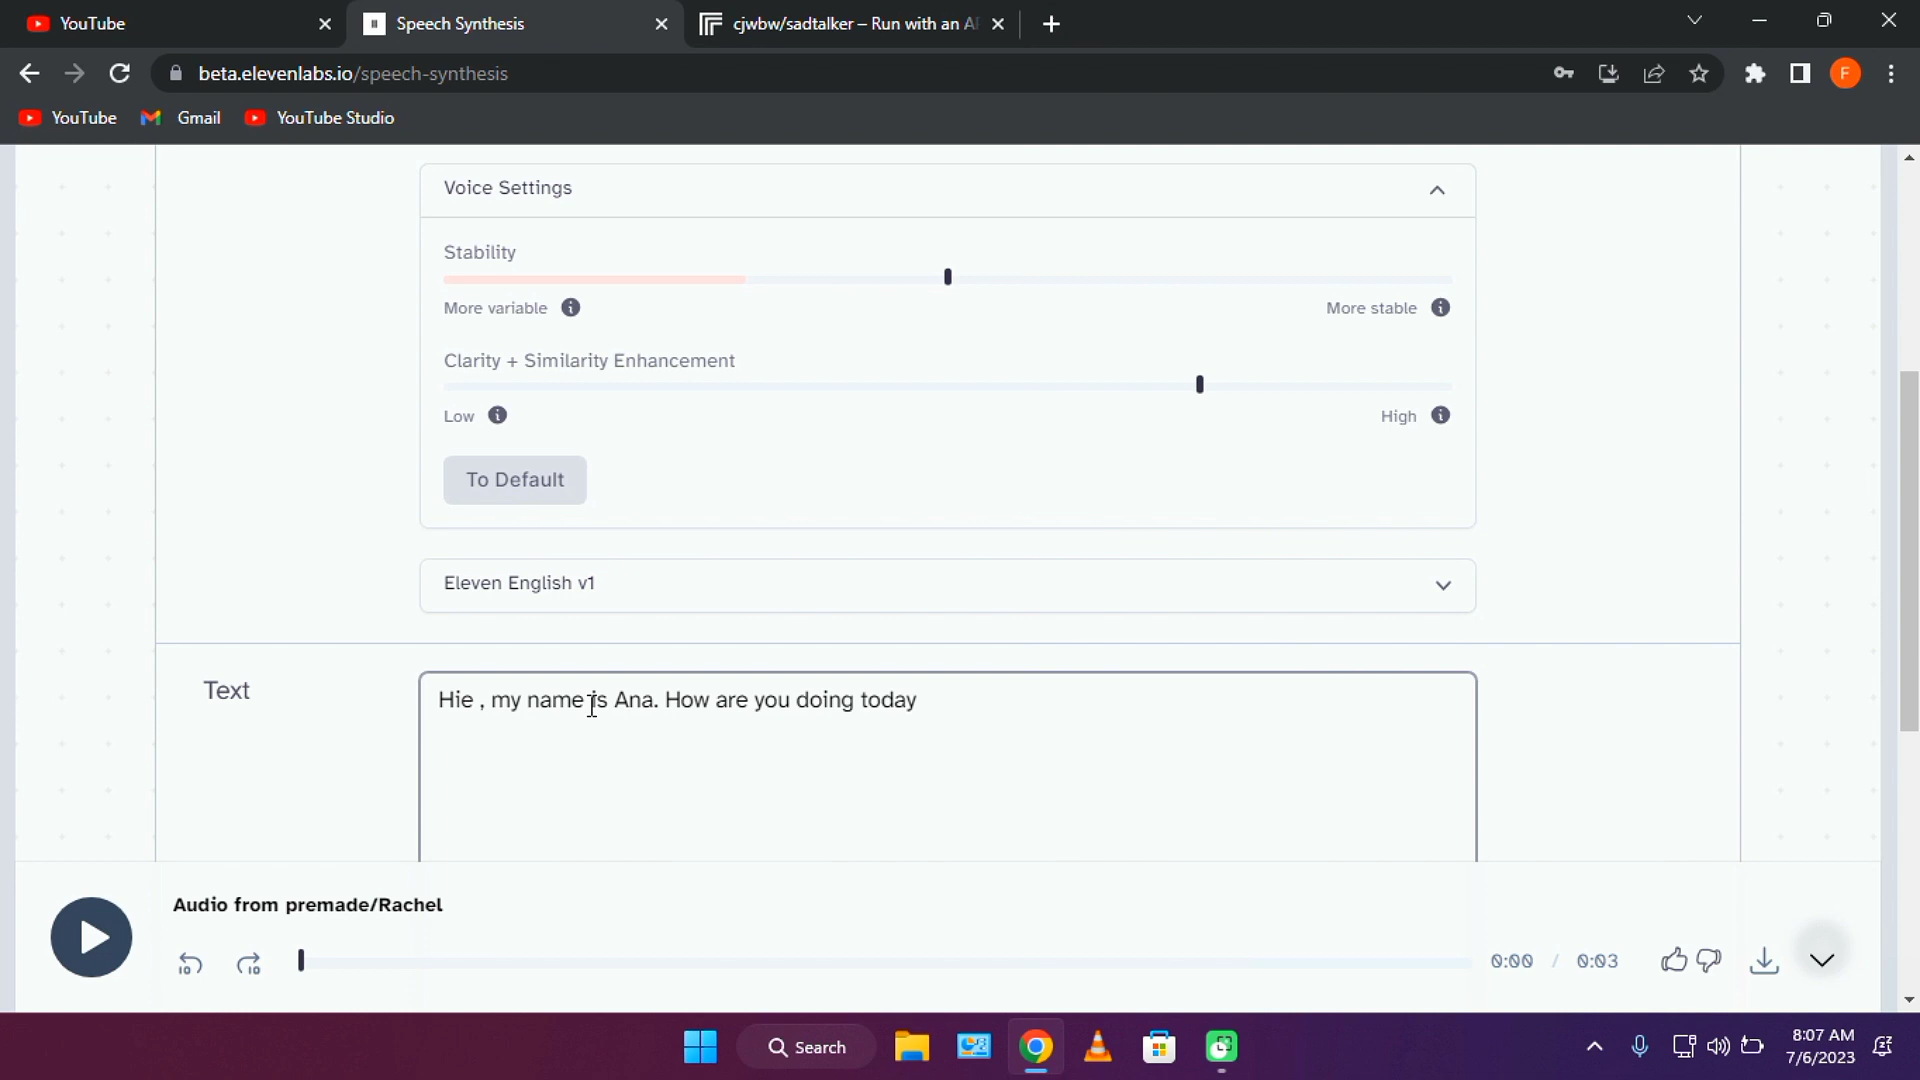 YouTube
Speech Synthesis
cjwbw/sadtalker – Run with an A
beta.elevenlabs.io/speech-synthesis
F
YouTube
Gmail
YouTube Studio
Voice Settings
Stability
More variable
More stable
Clarity + Similarity Enhancement
Low
High
To Default
Eleven English v1
Text
Hie , my name is Ana. How are you doing today
Audio from premade/Rachel
10
10
0:00 / 0:03
Search
8:07 AM
7/6/2023